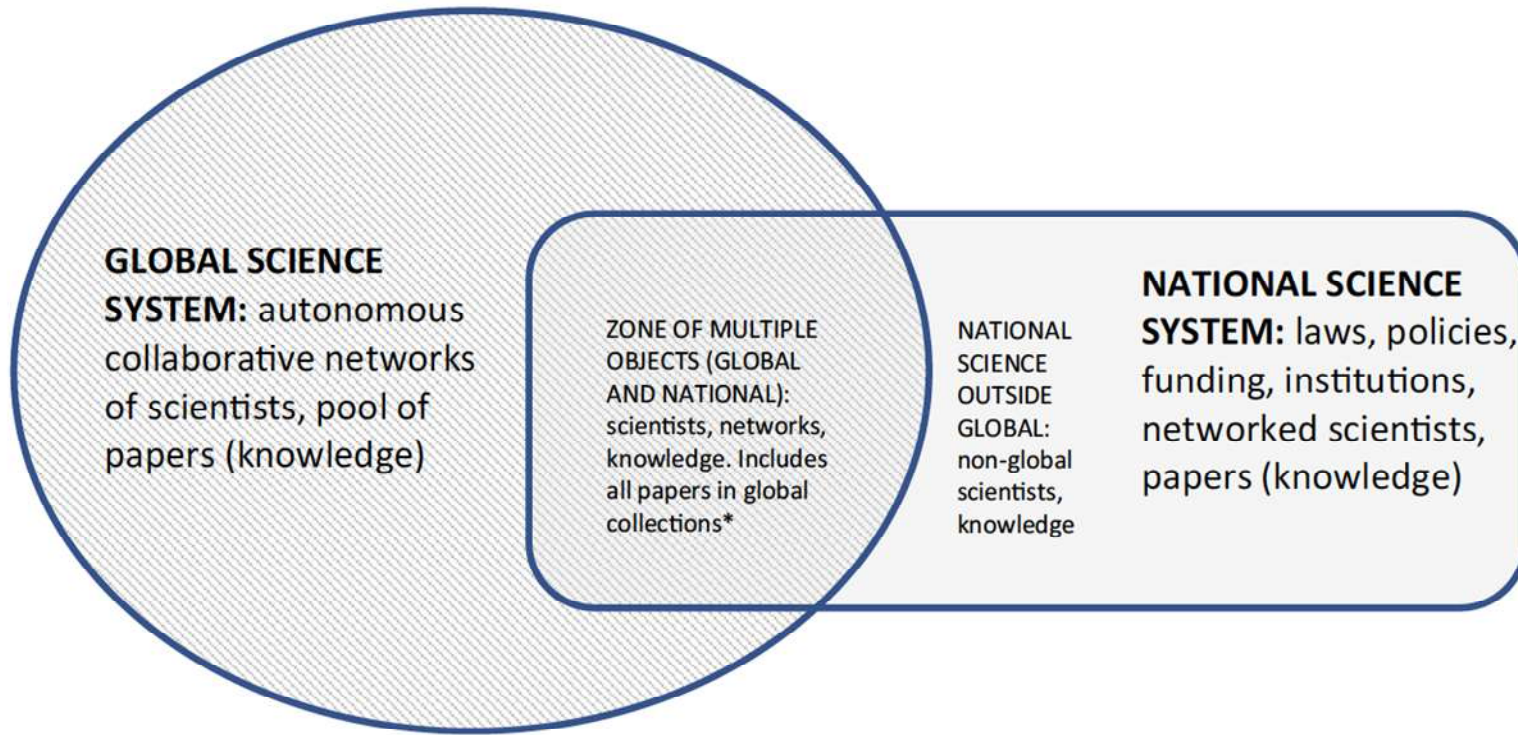 GLOBAL SCIENCE
SYSTEM: autonomous
collaborative networks
of scientists, pool of
papers (knowledge)
ZONE OF MULTIPLE
OBJECTS (GLOBAL
AND NATIONAL):
scientists, networks,
knowledge. Includes
all papers in global
collections*
NATIONAL
SCIENCE
OUTSIDE
GLOBAL:
non-global
scientists,
knowledge
NATIONAL SCIENCE
SYSTEM: laws, policies,
funding, institutions,
networked scientists,
papers (knowledge)